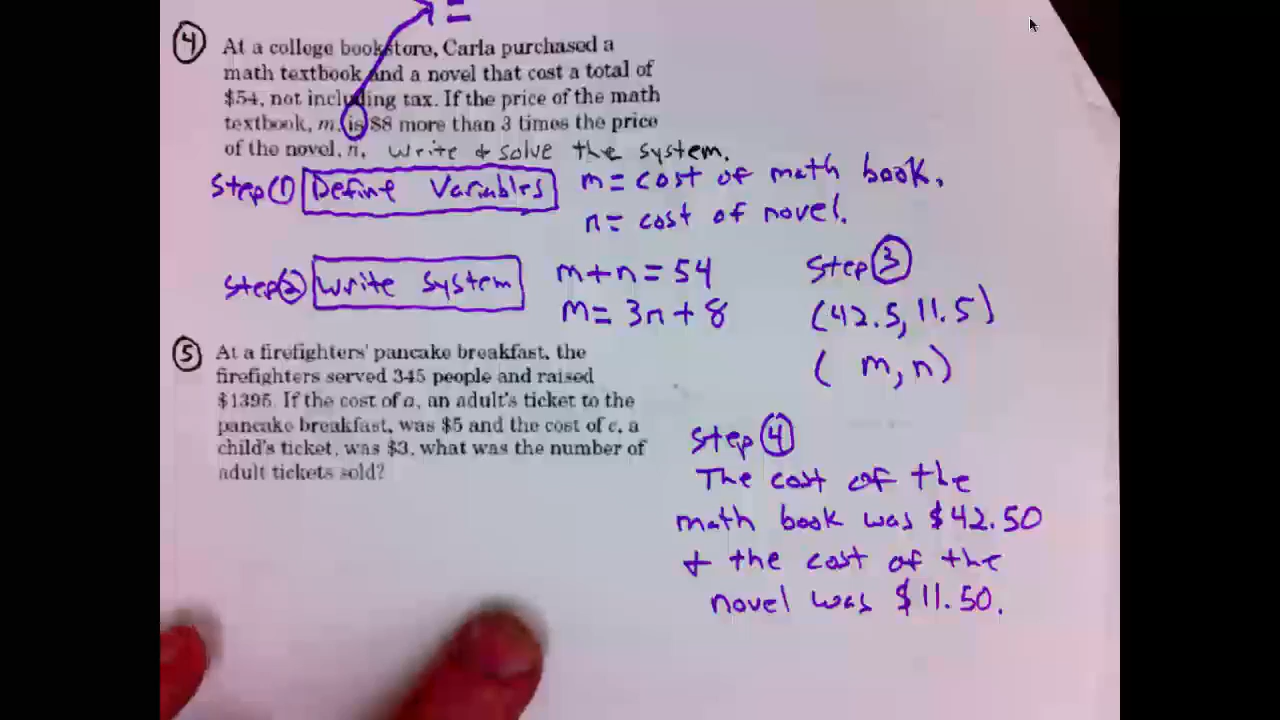 =
4 At a college bookstore, Carla purchased a
math textbook and a novel that cost a total of
$54, not including tax. If the price of the math
textbook, m, is $8 more than 3 times the price
of the novel, n, write & solve the system.
Step 1 Define Variables m = cost of math book.
n = cost of novel.
Step 2 Write System m+n = 54
m = 3n + 8
Step 3
(42.5, 11.5)
( m, n)
5 At a firefighters' pancake breakfast, the
firefighters served 345 people and raised
$1395. If the cost of a, an adult's ticket to the
pancake breakfast, was $5 and the cost of c, a
child's ticket, was $3, what was the number of
adult tickets sold?
Step 4
The cost of the
math book was $42.50
& the cost of the
novel was $11.50.